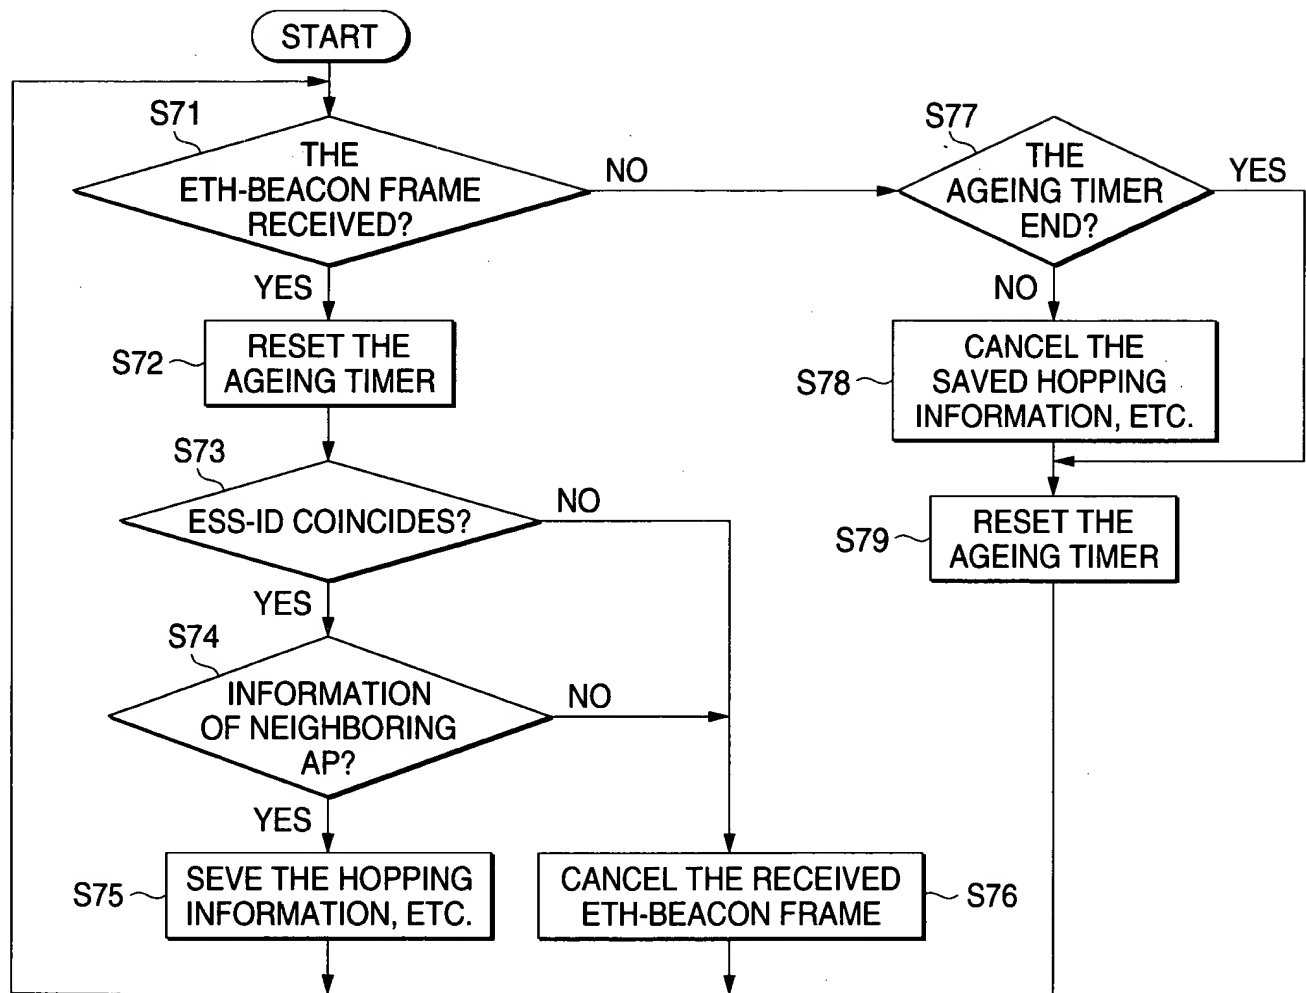 START
S71
THE
ETH-BEACON FRAME
RECEIVED?
NO
YES
S77
THE
AGEING TIMER
END?
YES
NO
S72
RESET THE
AGEING TIMER
S78
CANCEL THE
SAVED HOPPING
INFORMATION, ETC.
S73
ESS-ID COINCIDES?
NO
YES
S79
RESET THE
AGEING TIMER
S74
INFORMATION
OF NEIGHBORING
AP?
NO
YES
S75
SEVE THE HOPPING
INFORMATION, ETC.
CANCEL THE RECEIVED
ETH-BEACON FRAME
S76